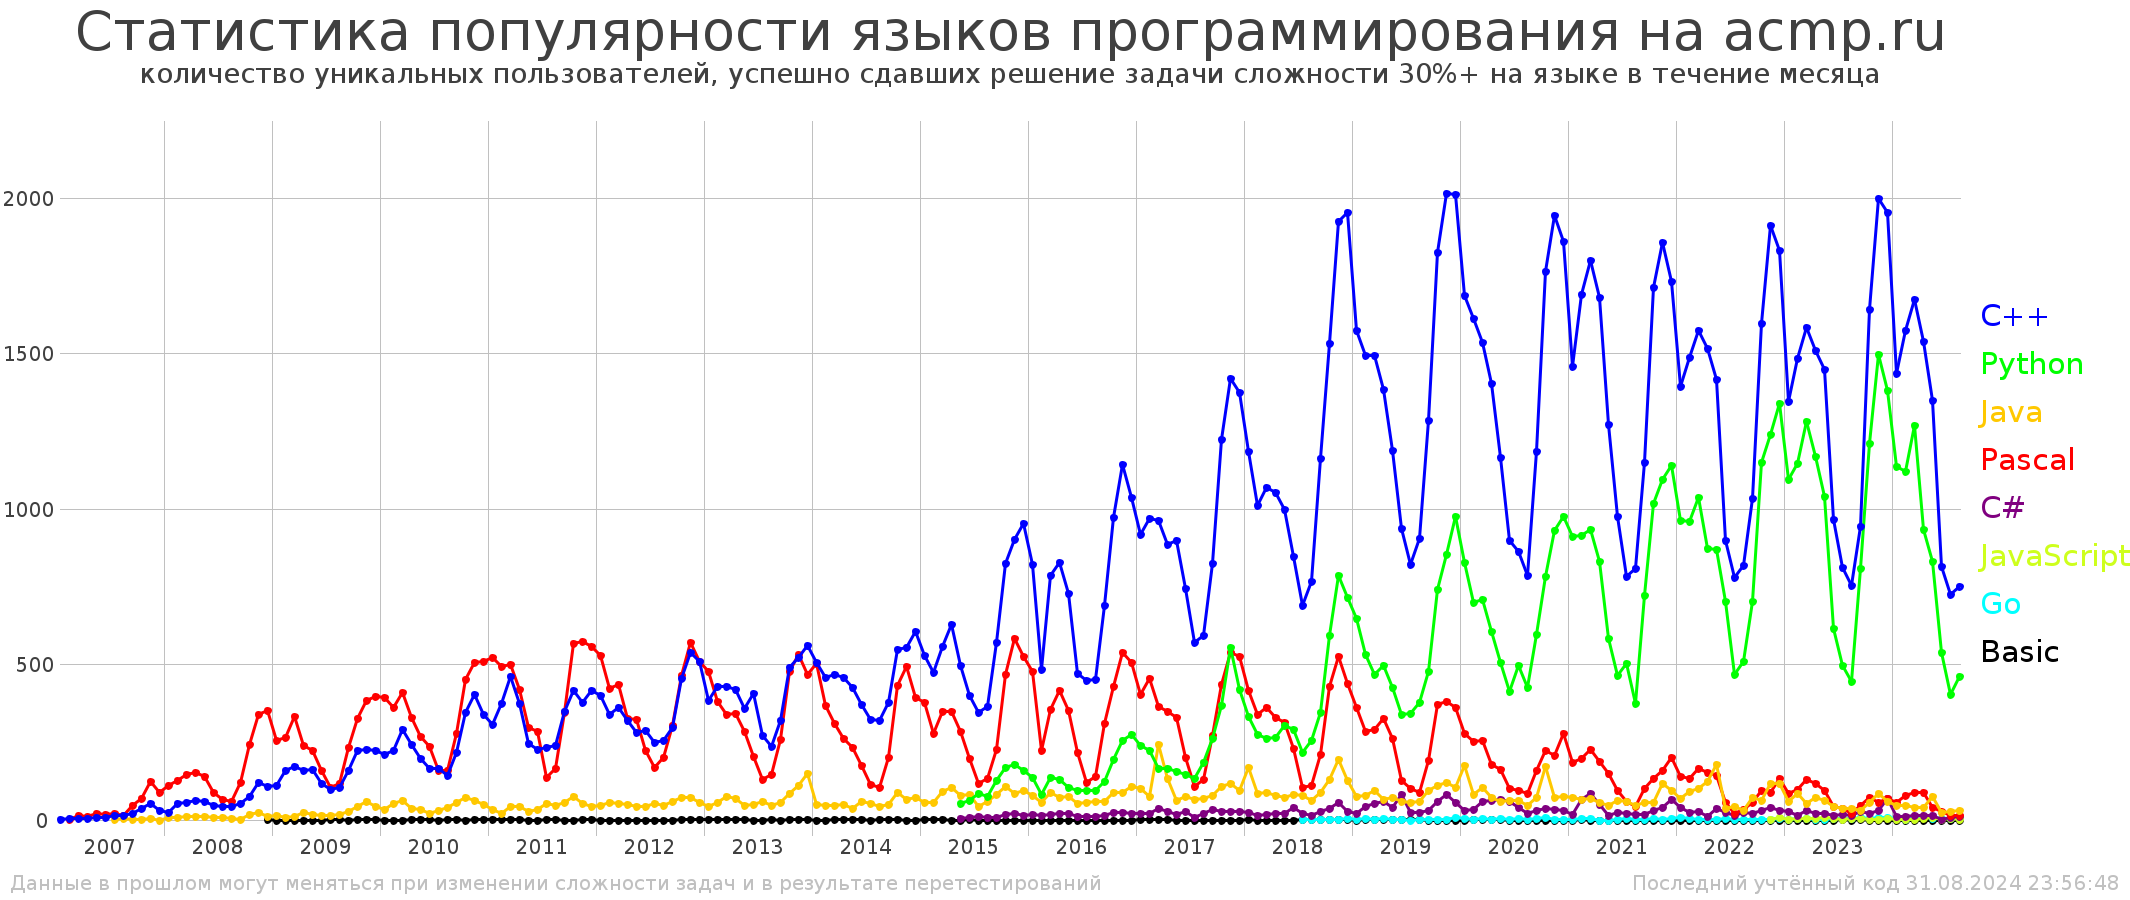 Статистика популярности языков программирования на acmp.ru
количество уникальных пользователей, успешно сдавших решение задачи сложности 30%+ на языке в течение месяца
2000
1500
1000
500
0
C++
Python
Java
Pascal
C#
JavaScript
Go
Basic
2007 2008 2009 2010 2011 2012 2013 2014 2015 2016 2017 2018 2019 2020 2021 2022 2023
Данные в прошлом могут меняться при изменении сложности задач и в результате перетестирований
Последний учтённый код 31.08.2024 23:56:48